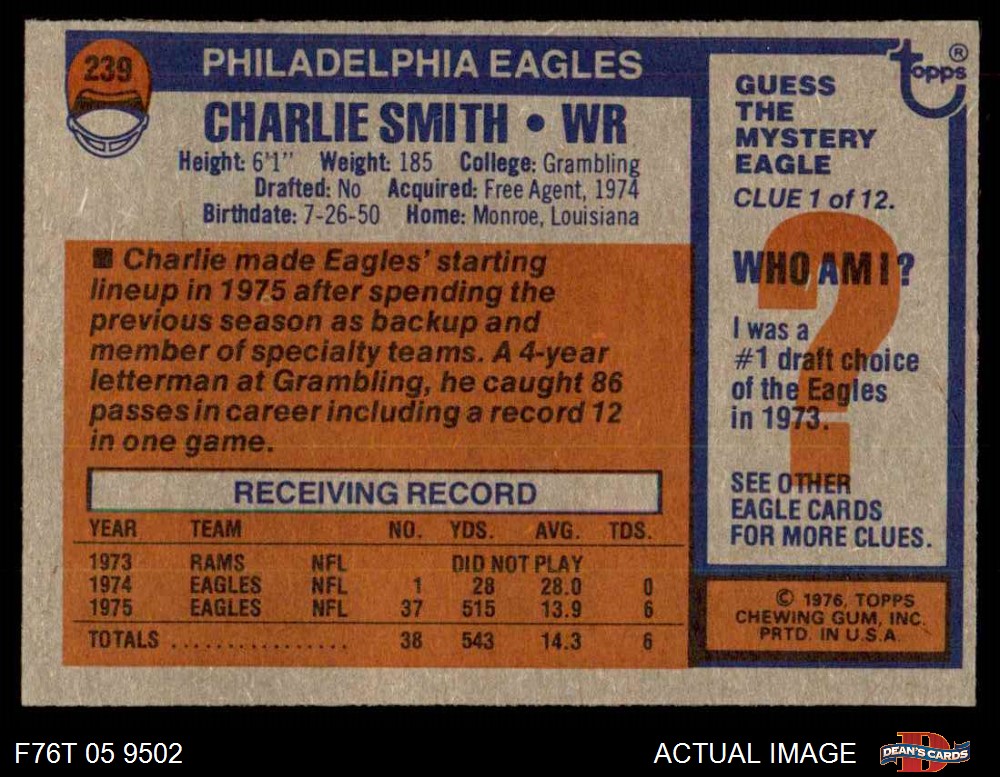 239
PHILADELPHIA EAGLES
CHARLIE SMITH • WR
Height: 6'1" Weight: 185 College: Grambling
Drafted: No Acquired: Free Agent, 1974
Birthdate: 7-26-50 Home: Monroe, Louisiana
■ Charlie made Eagles' starting
lineup in 1975 after spending the
previous season as backup and
member of specialty teams. A 4-year
letterman at Grambling, he caught 86
passes in career including a record 12
in one game.
RECEIVING RECORD
YEAR TEAM NO. YDS. AVG. TDS.
1973 RAMS NFL DID NOT PLAY
1974 EAGLES NFL 1 28 28.0 0
1975 EAGLES NFL 37 515 13.9 6
TOTALS ................ 38 543 14.3 6
topps ®
GUESS
THE
MYSTERY
EAGLE
CLUE 1 of 12.
WHO AM I?
?
I was a
#1 draft choice
of the Eagles
in 1973.
SEE OTHER
EAGLE CARDS
FOR MORE CLUES.
© 1976, TOPPS
CHEWING GUM, INC.
PRTD. IN U.S.A.
F76T 05 9502
ACTUAL IMAGE
D
DEAN'S CARDS